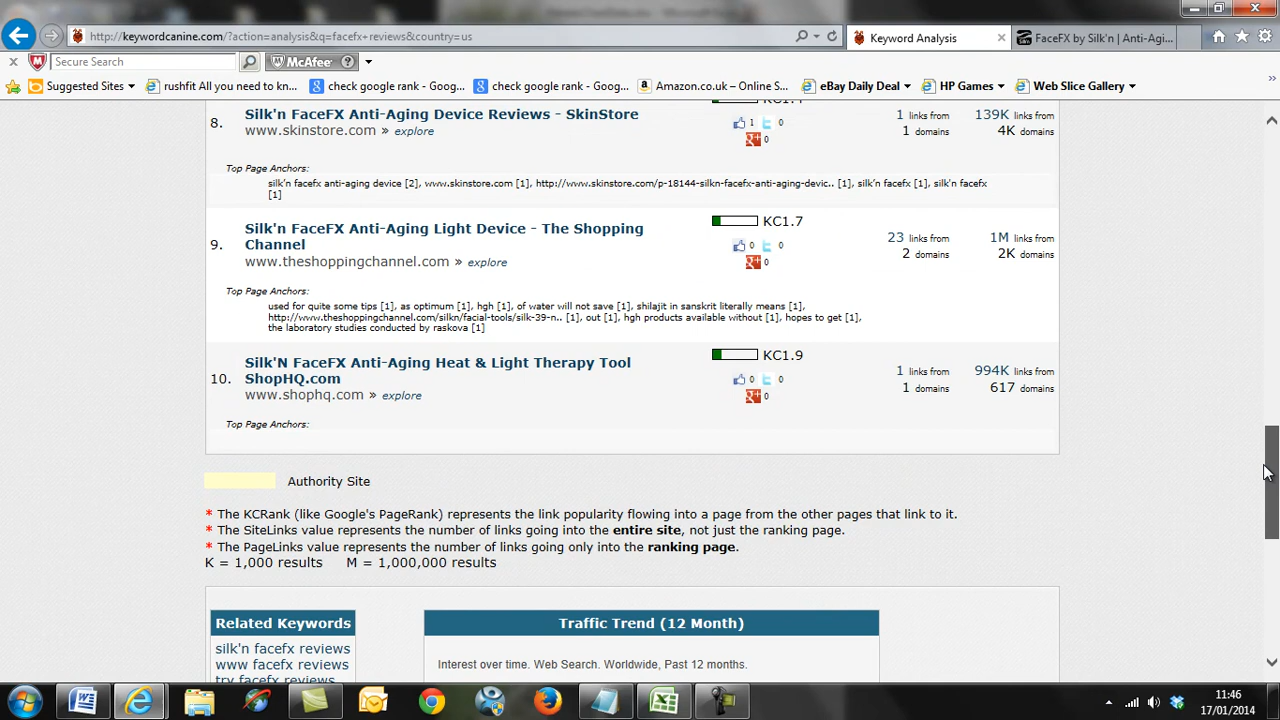 http://keywordcanine.com/?action=analysis&q=facefx+reviews&country=us
Keyword Analysis
FaceFX by Silk'n | Anti-Agi...
Secure Search
McAfee
Suggested Sites
rushfit All you need to kn...
check google rank - Goog...
check google rank - Goog...
Amazon.co.uk – Online S...
eBay Daily Deal
HP Games
Web Slice Gallery
8.
Silk'n FaceFX Anti-Aging Device Reviews - SkinStore
www.skinstore.com » explore
1
0
0
1 links from
1 domains
139K links from
4K domains
Top Page Anchors:
silk'n facefx anti-aging device [2], www.skinstore.com [1], http://www.skinstore.com/p-18144-silkn-facefx-anti-aging-devic.. [1], silk'n facefx [1], silk'n facefx
[1]
9.
Silk'n FaceFX Anti-Aging Light Device - The Shopping
Channel
www.theshoppingchannel.com » explore
KC1.7
0
0
0
23 links from
2 domains
1M links from
2K domains
Top Page Anchors:
used for quite some tips [1], as optimum [1], hgh [1], of water will not save [1], shilajit in sanskrit literally means [1],
http://www.theshoppingchannel.com/silkn/facial-tools/silk-39-n.. [1], out [1], hgh products available without [1], hopes to get [1],
the laboratory studies conducted by raskova [1]
10.
Silk'N FaceFX Anti-Aging Heat & Light Therapy Tool
ShopHQ.com
www.shophq.com » explore
KC1.9
0
0
0
1 links from
1 domains
994K links from
617 domains
Top Page Anchors:
Authority Site
* The KCRank (like Google's PageRank) represents the link popularity flowing into a page from the other pages that link to it.
* The SiteLinks value represents the number of links going into the entire site, not just the ranking page.
* The PageLinks value represents the number of links going only into the ranking page.
K = 1,000 results M = 1,000,000 results
Related Keywords
silk'n facefx reviews
www facefx reviews
try facefx reviews
Traffic Trend (12 Month)
Interest over time. Web Search. Worldwide, Past 12 months.
11:46
17/01/2014